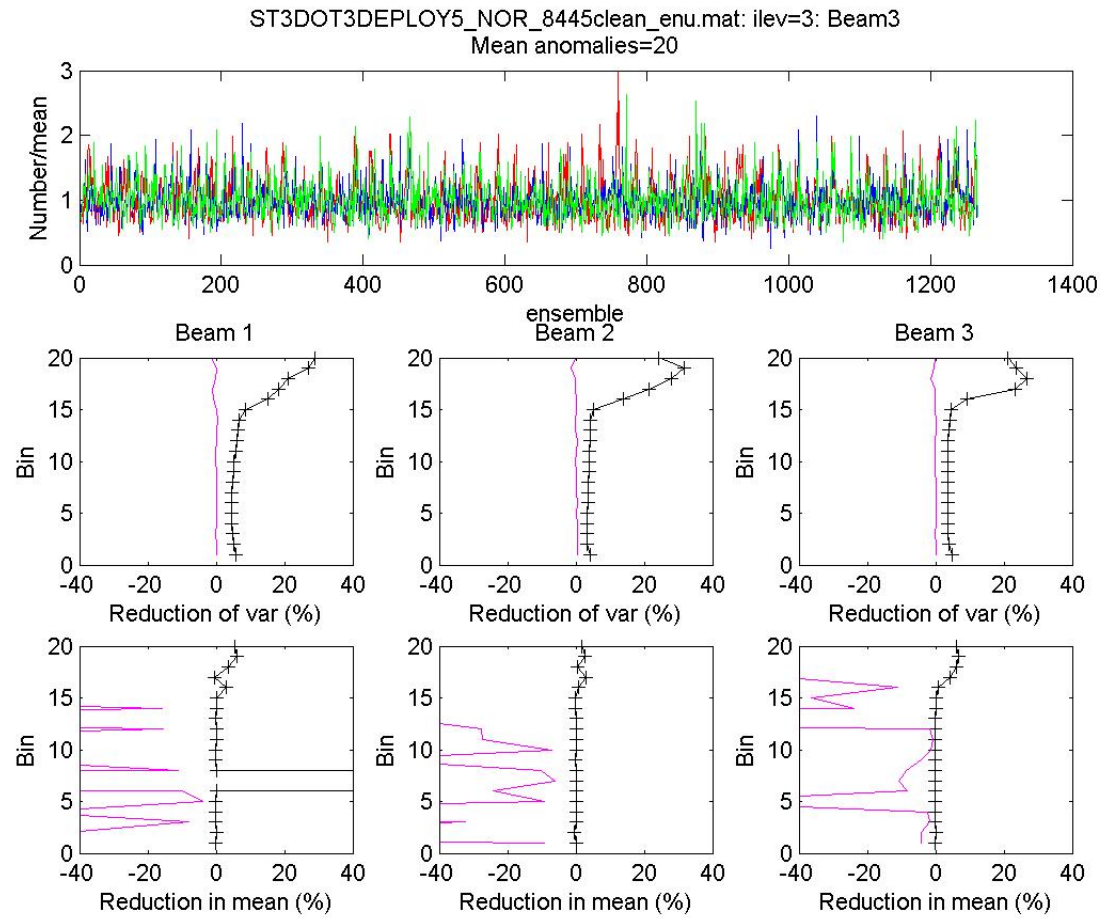 ST3DOT3DEPLOY5_NOR_8445clean_enu.mat: ilev=3: Beam3
Mean anomalies=20
3
2
1
0
Number/mean
0 200 400 600 800 1000 1200 1400
ensemble
Beam 1 Beam 2 Beam 3
20 20 20
15 15 15
10 10 10
5 5 5
0 0 0
Bin Bin Bin
-40 -20 0 20 40 -40 -20 0 20 40 -40 -20 0 20 40
Reduction of var (%) Reduction of var (%) Reduction of var (%)
20 20 20
15 15 15
10 10 10
5 5 5
0 0 0
Bin Bin Bin
-40 -20 0 20 40 -40 -20 0 20 40 -40 -20 0 20 40
Reduction in mean (%) Reduction in mean (%) Reduction in mean (%)